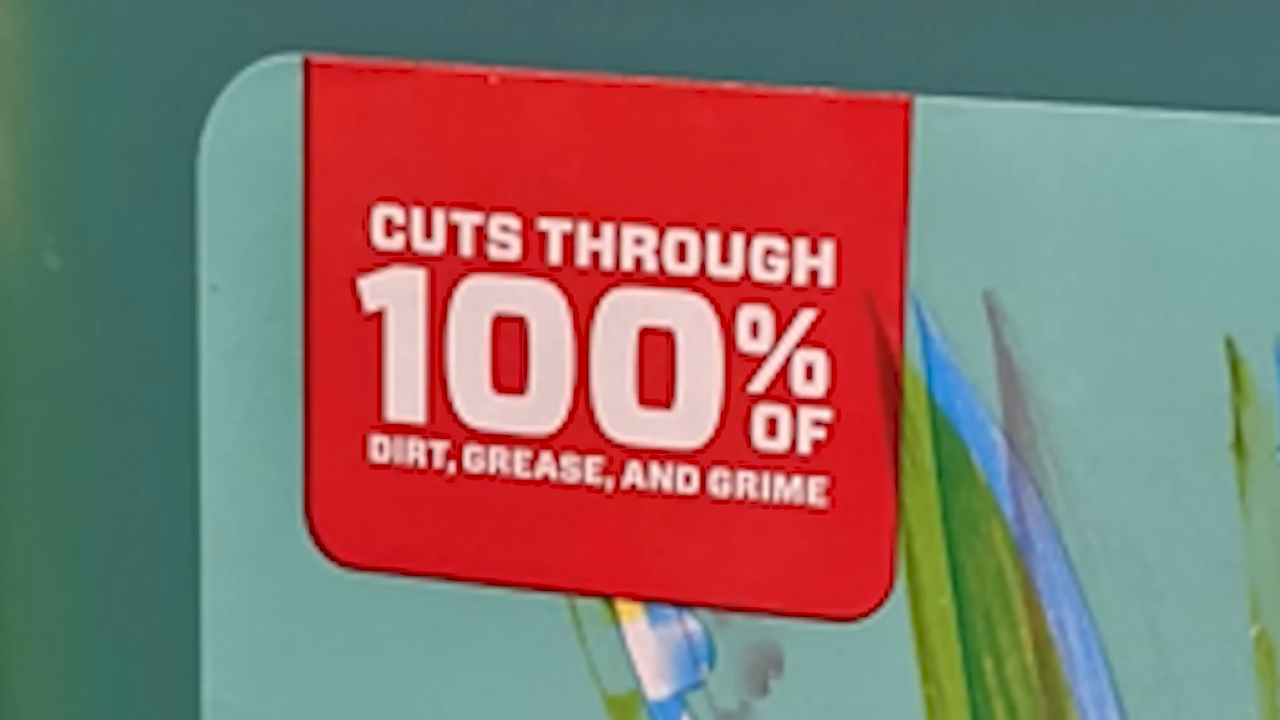 CUTS THROUGH
100%
OF
DIRT, GREASE, AND GRIME